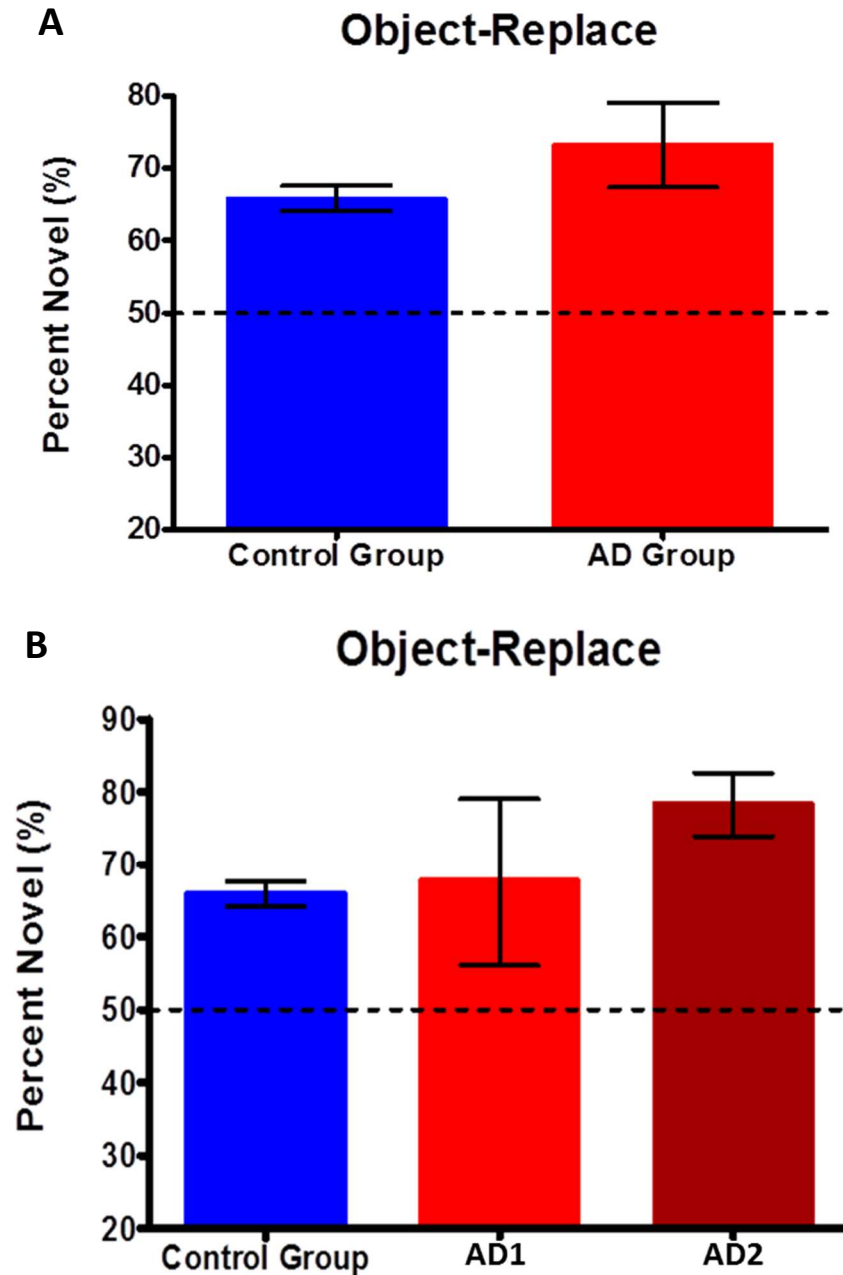 A
Object-Replace
Percent Novel (%)
80
70
60
50
40
30
20
Control Group
AD Group
B
Object-Replace
Percent Novel (%)
90
80
70
60
50
40
30
20
Control Group
AD1
AD2